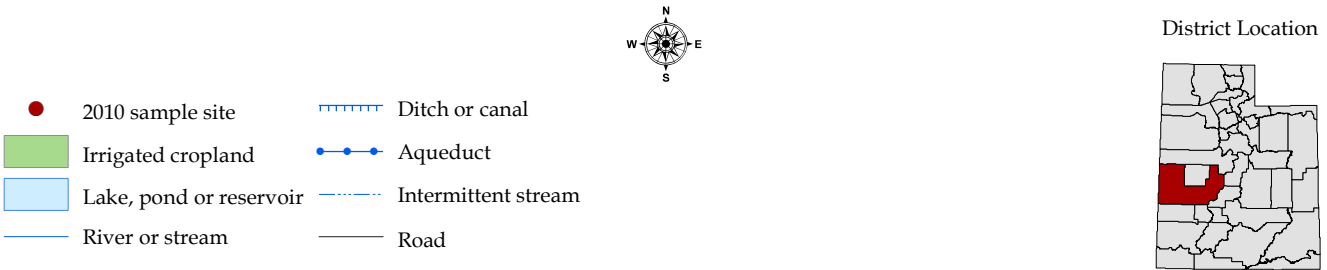 N
W
E
S
District Location
2010 sample site
Irrigated cropland
Lake, pond or reservoir
River or stream
Ditch or canal
Aqueduct
Intermittent stream
Road